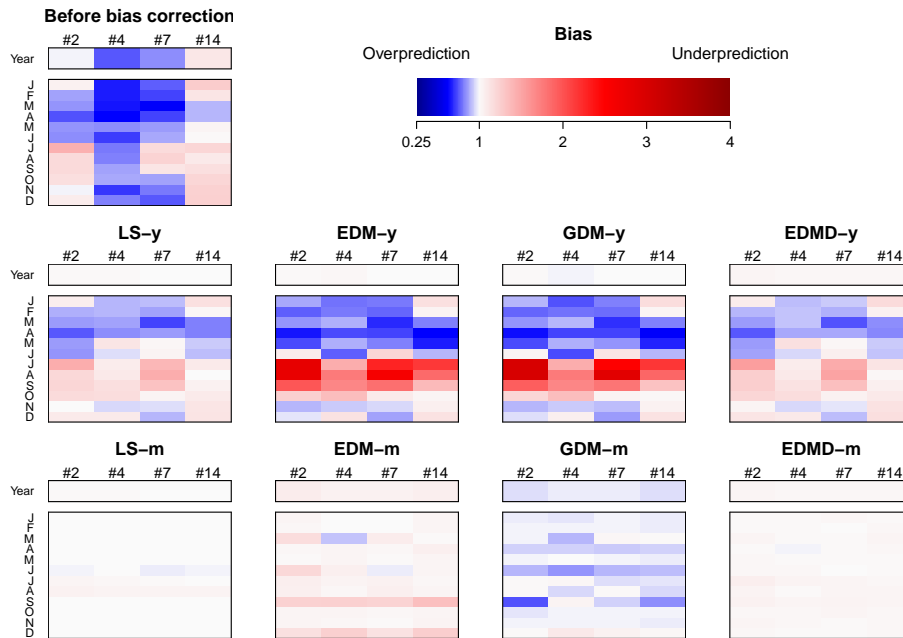 Before bias correction
#2 #4 #7 #14
Year
J
F
M
A
M
J
J
A
S
O
N
D
Bias
Overprediction Underprediction
0.25 1 2 3 4
LS−y EDM−y GDM−y EDMD−y
#2 #4 #7 #14 #2 #4 #7 #14 #2 #4 #7 #14 #2 #4 #7 #14
Year
J
F
M
A
M
J
J
A
S
O
N
D
LS−m EDM−m GDM−m EDMD−m
#2 #4 #7 #14 #2 #4 #7 #14 #2 #4 #7 #14 #2 #4 #7 #14
Year
J
F
M
A
M
J
J
A
S
O
N
D